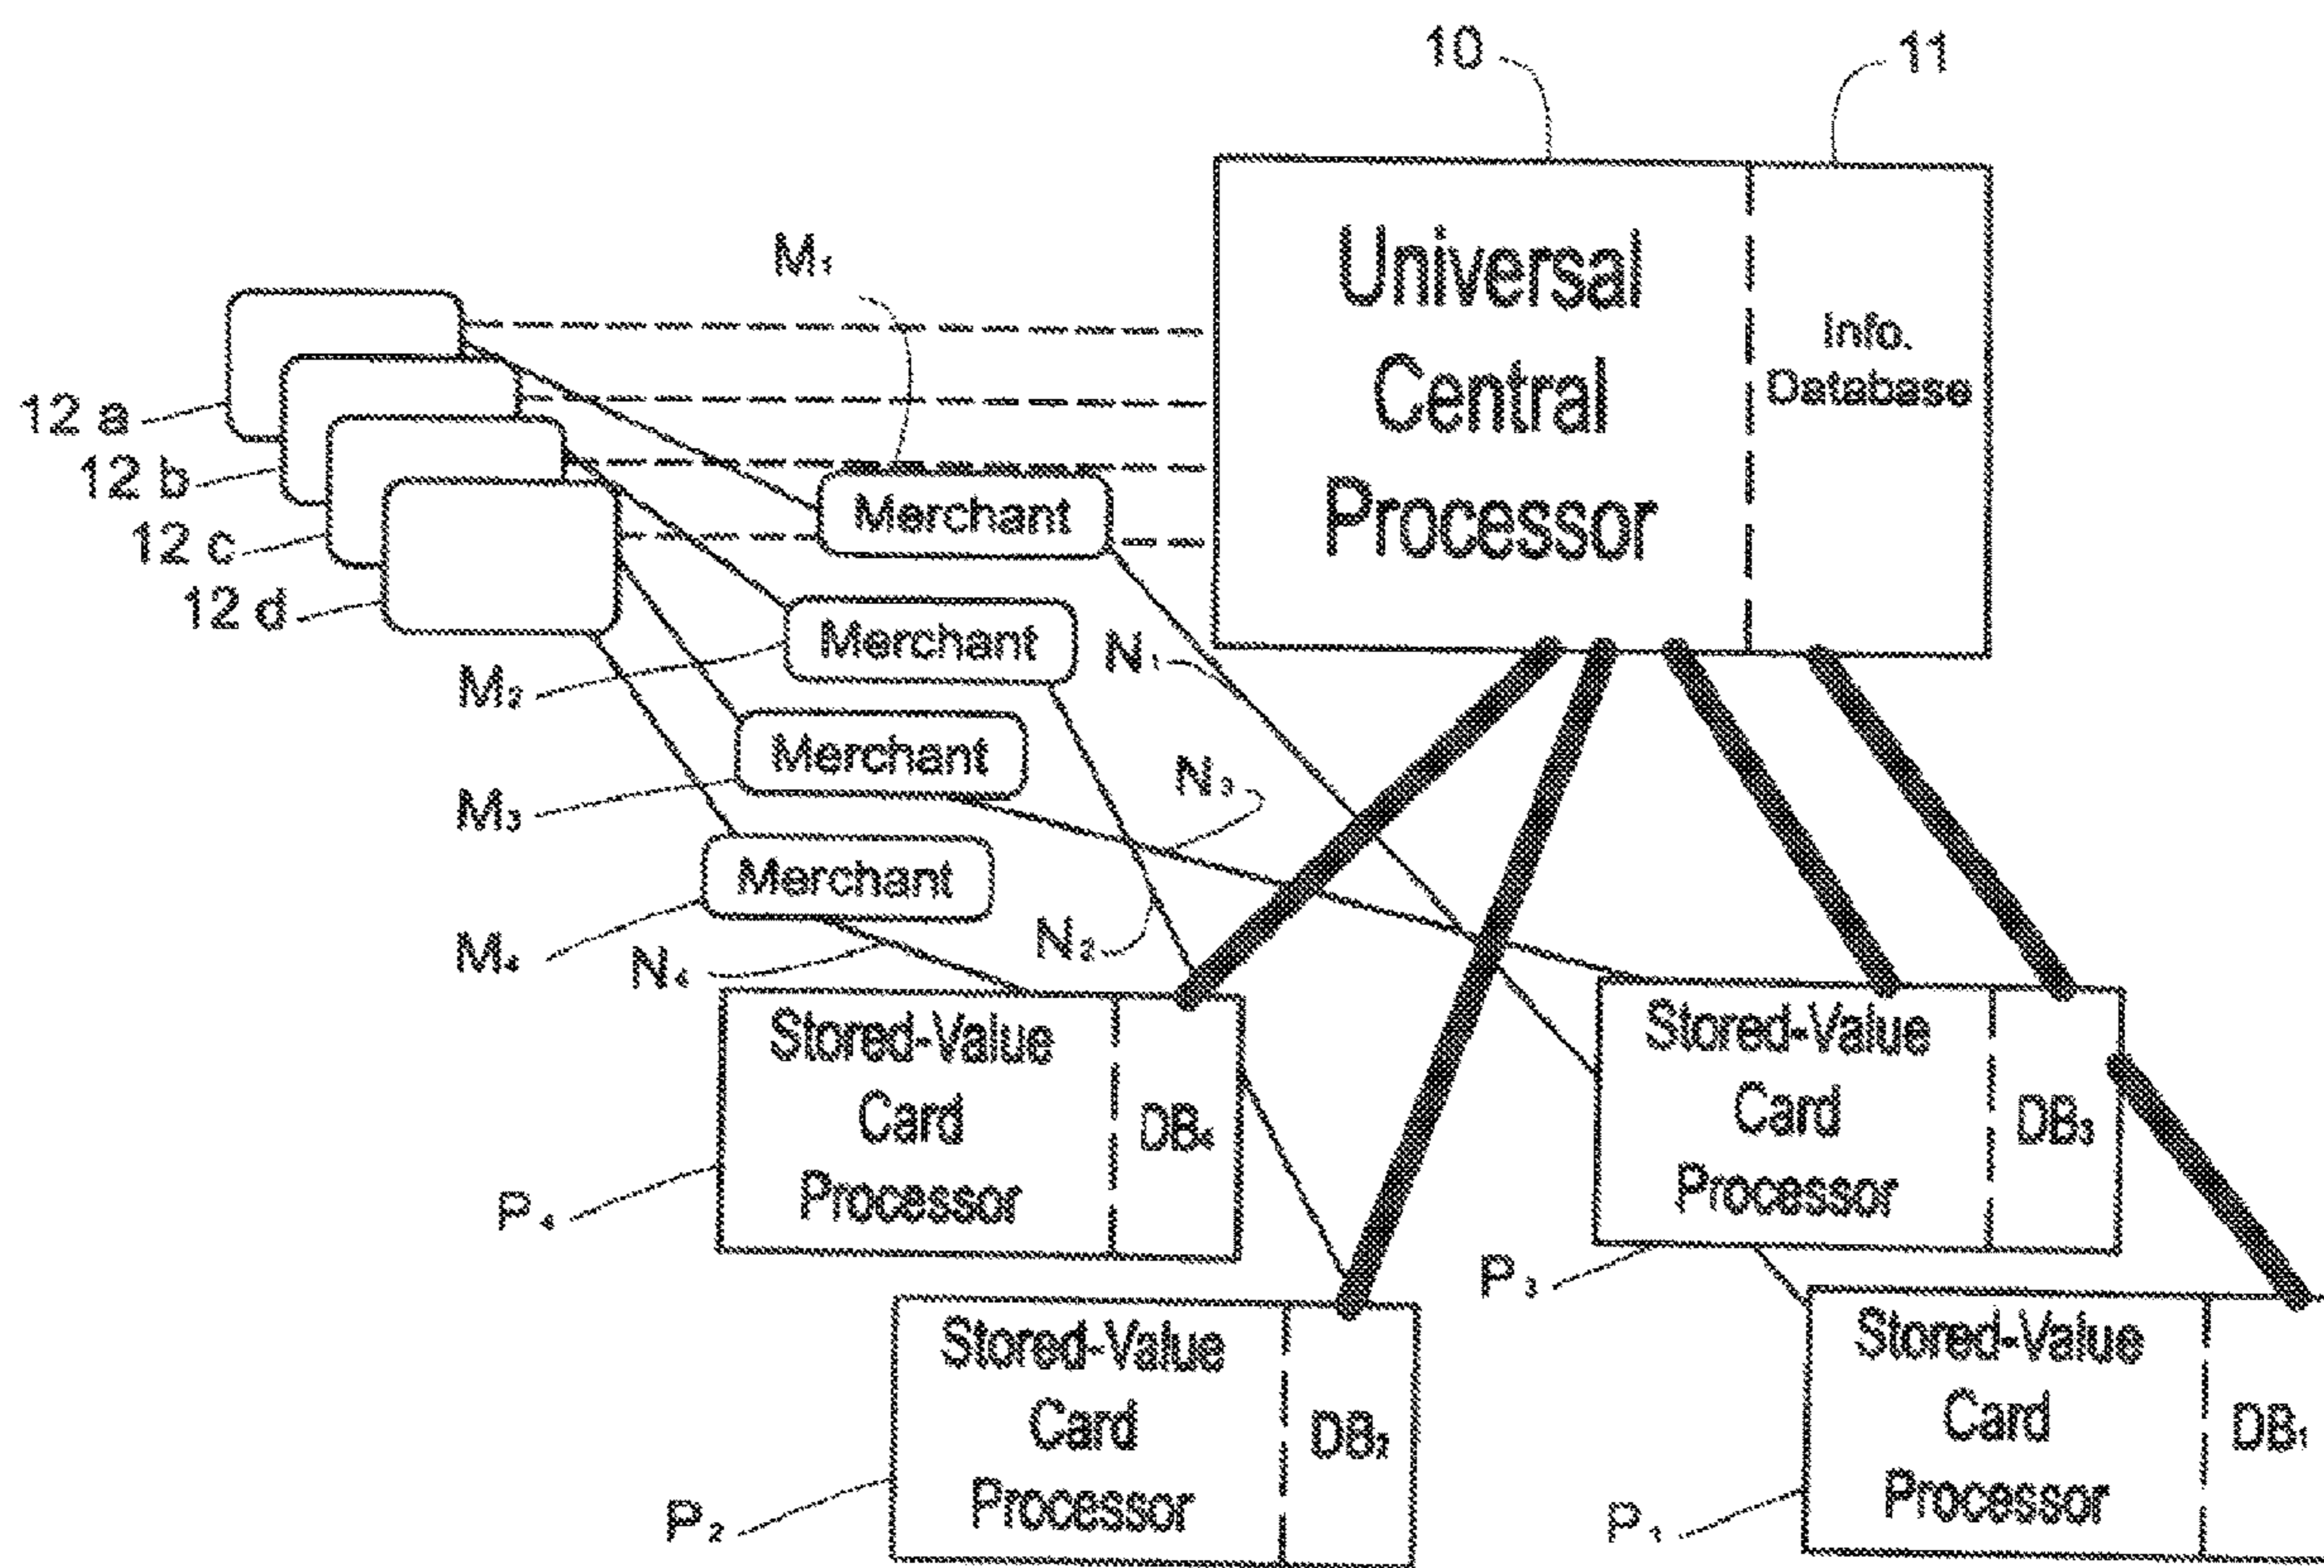 10
11
M₁
Universal
Central
Processor
Info.
Database
12 a
12 b
12 c
12 d
Merchant
Merchant
M₂
N₁
Merchant
M₃
N₃
Merchant
M₄
N₄
N₂
Stored-Value
Card
Processor
DB₄
P₄
Stored-Value
Card
Processor
DB₃
P₃
Stored-Value
Card
Processor
DB₂
P₂
Stored-Value
Card
Processor
DB₁
P₁